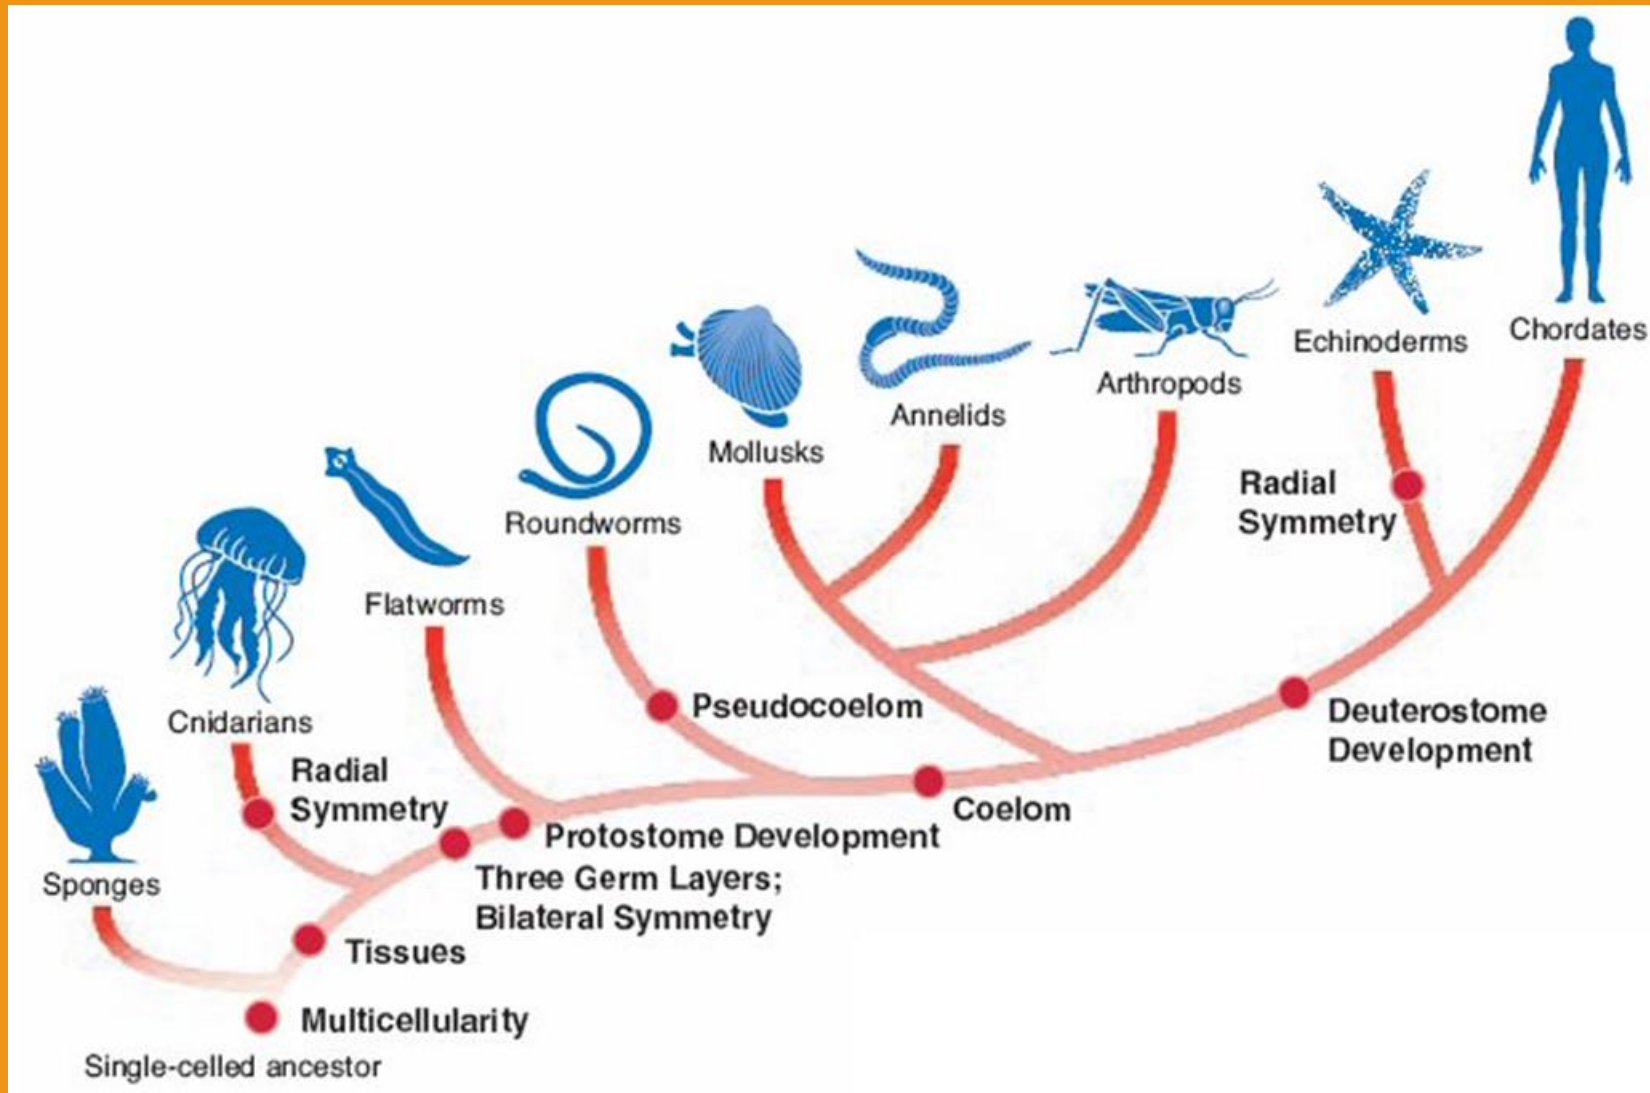 Chordates
Echinoderms
Arthropods
Annelids
Mollusks
Radial
Symmetry
Roundworms
Flatworms
Pseudocoelom
Deuterostome
Development
Cnidarians
Radial
Symmetry
Coelom
Protostome Development
Three Germ Layers;
Bilateral Symmetry
Sponges
Tissues
Multicellularity
Single-celled ancestor